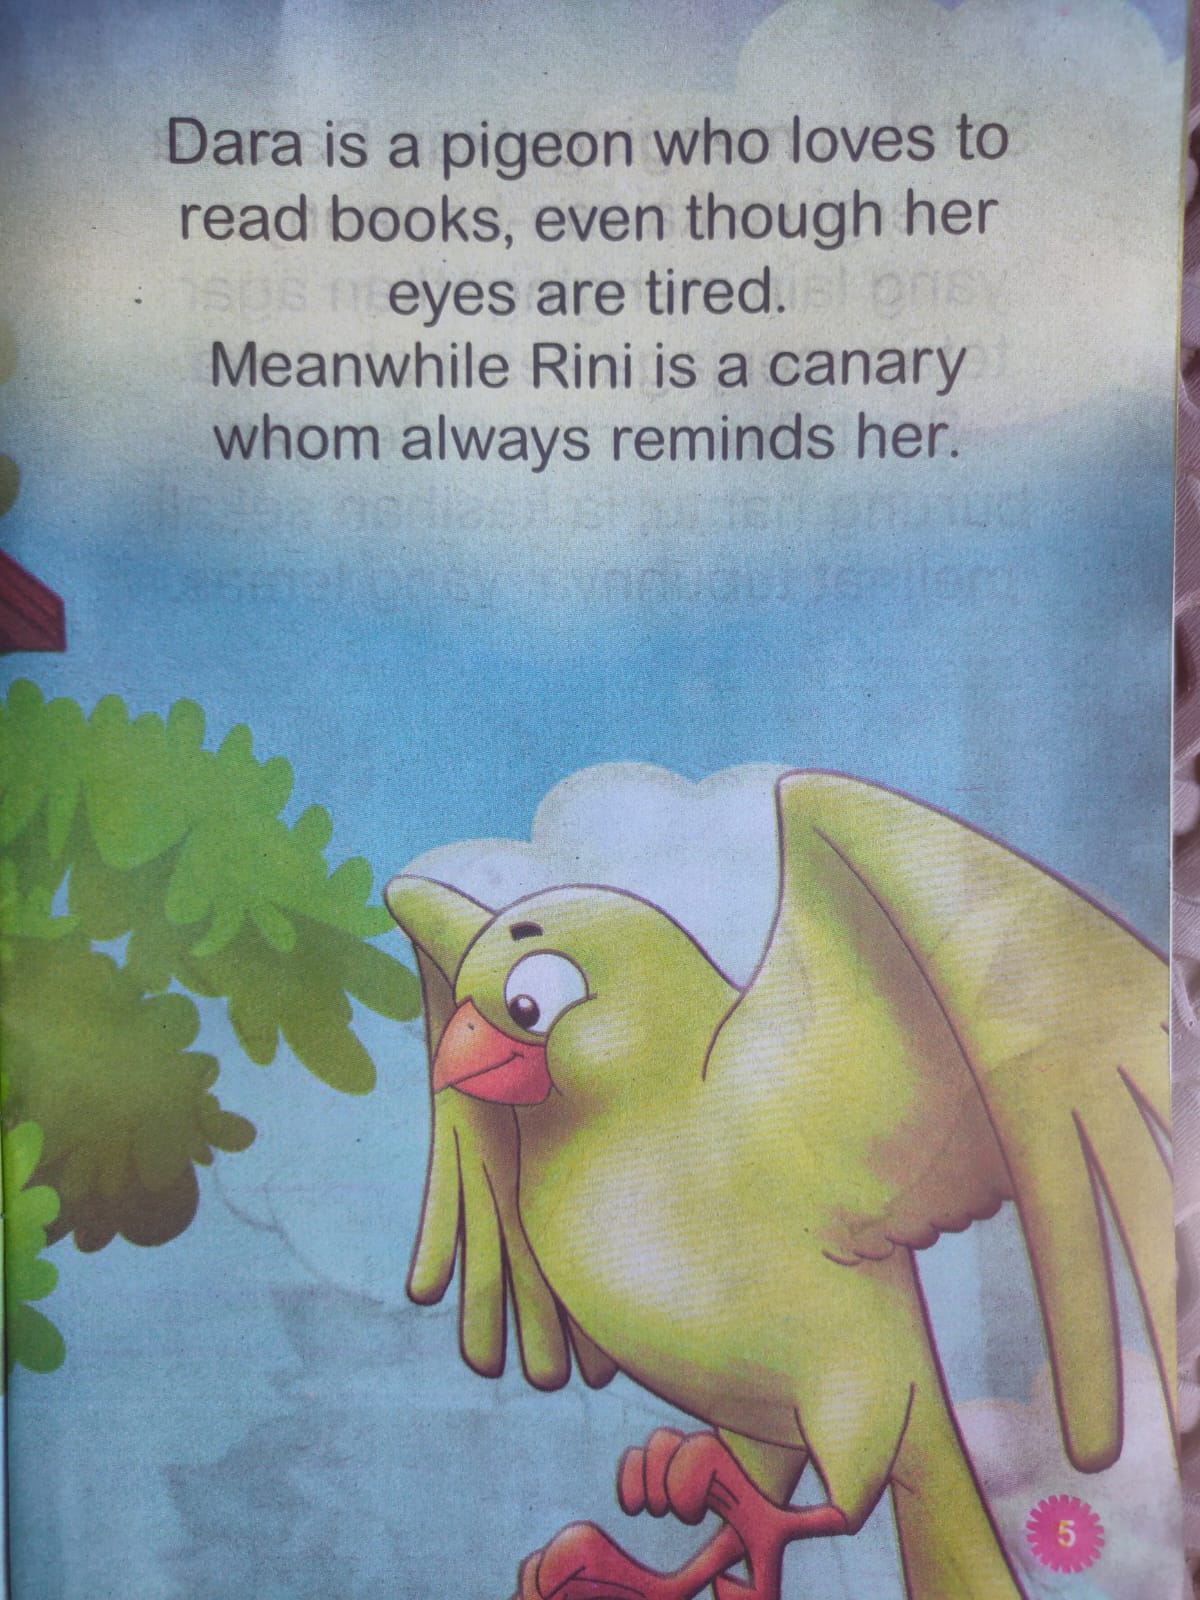 Dara is a pigeon who loves to
read books, even though her
eyes are tired.
Meanwhile Rini is a canary
whom always reminds her.
5